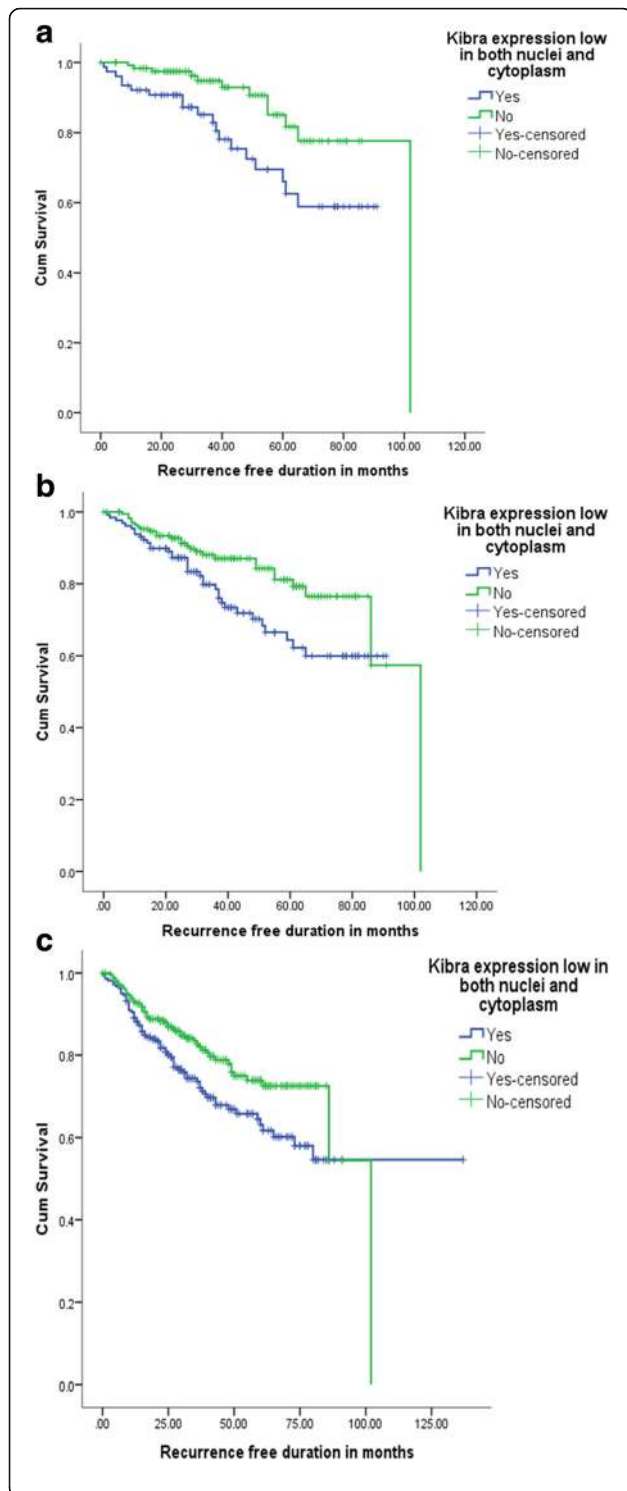 a
Kibra expression low
in both nuclei and
cytoplasm
Yes
No
Yes-censored
No-censored
1.0
0.8
0.6
0.4
0.2
0.0
Cum Survival
.00 20.00 40.00 60.00 80.00 100.00 120.00
Recurrence free duration in months
b
Kibra expression low
in both nuclei and
cytoplasm
Yes
No
Yes-censored
No-censored
1.0
0.8
0.6
0.4
0.2
0.0
Cum Survival
.00 20.00 40.00 60.00 80.00 100.00 120.00
Recurrence free duration in months
c
Kibra expression low in
both nuclei and
cytoplasm
Yes
No
Yes-censored
No-censored
1.0
0.8
0.6
0.4
0.2
0.0
Cum Survival
.00 25.00 50.00 75.00 100.00 125.00
Recurrence free duration in months